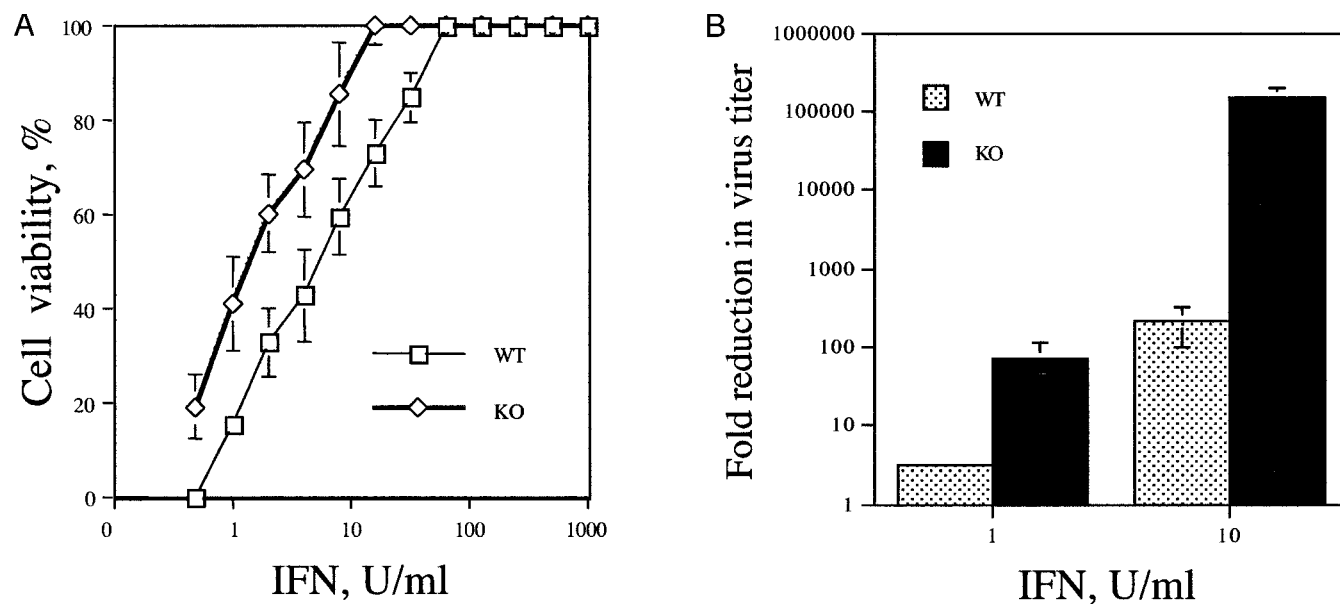 A
Cell viability, %
100
80
60
40
20
0
WT
KO
0 1 10 100 1000
IFN, U/ml
B
Fold reduction in virus titer
1000000
100000
10000
1000
100
10
1
WT
KO
1 10
IFN, U/ml